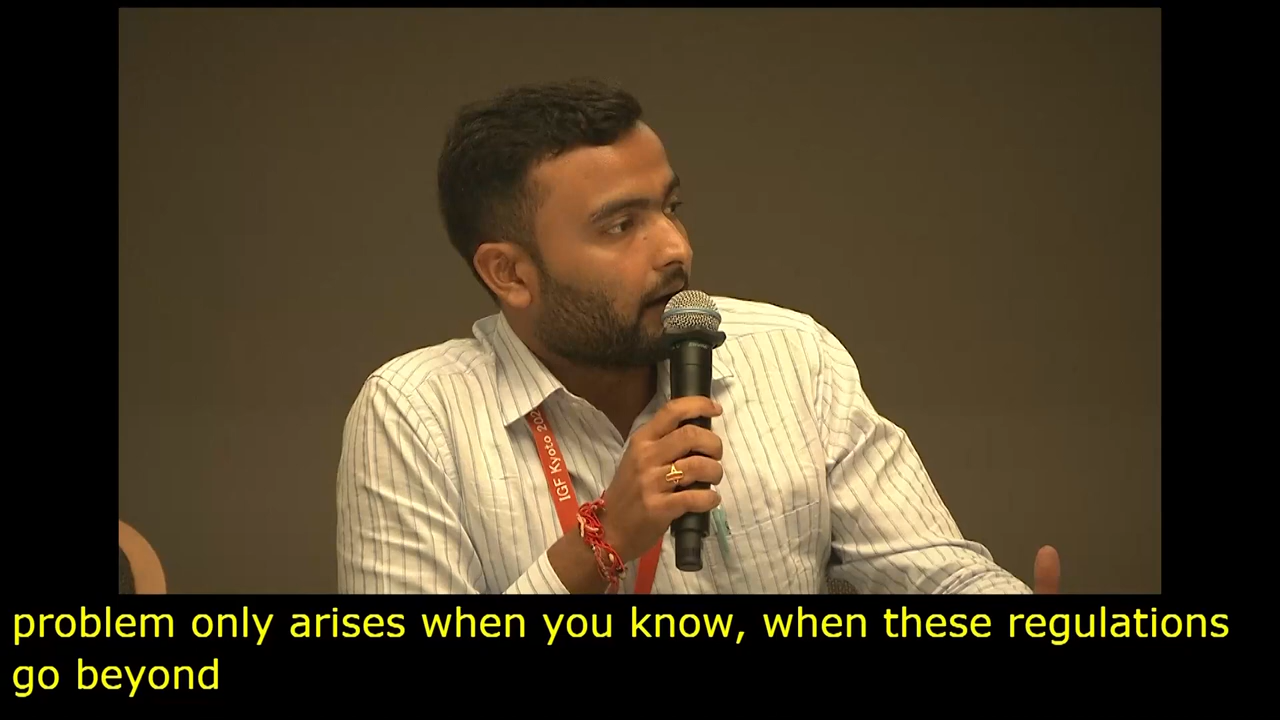 IGF Kyoto 202
problem only arises when you know, when these regulations
go beyond